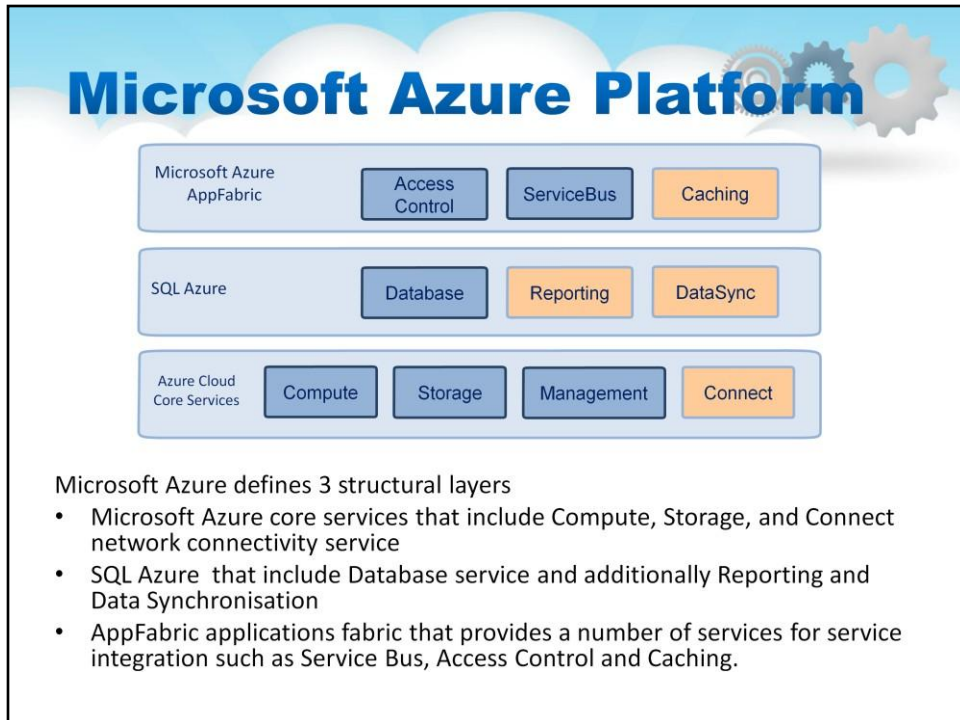 Microsoft Azure Platform
Microsoft Azure
AppFabric
Access
Control
ServiceBus
Caching
SQL Azure
Database
Reporting
DataSync
Azure Cloud
Core Services
Compute
Storage
Management
Connect
Microsoft Azure defines 3 structural layers
• Microsoft Azure core services that include Compute, Storage, and Connect
network connectivity service
• SQL Azure that include Database service and additionally Reporting and
Data Synchronisation
• AppFabric applications fabric that provides a number of services for service
integration such as Service Bus, Access Control and Caching.